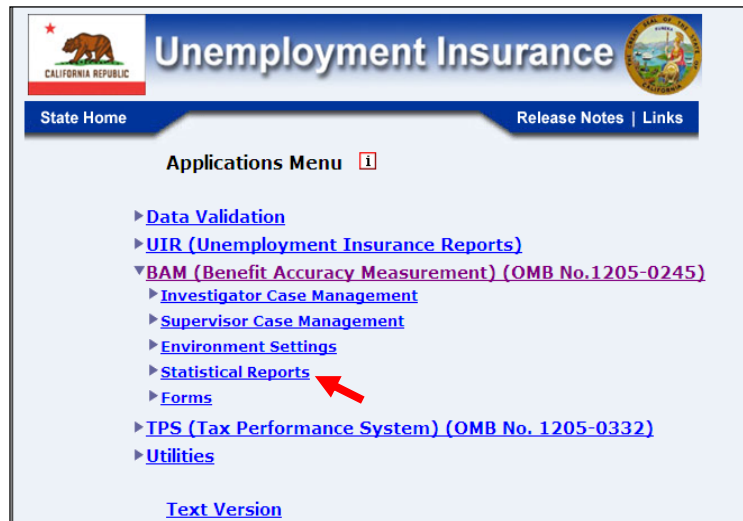 CALIFORNIA REPUBLIC
Unemployment Insurance
State Home
Release Notes | Links
Applications Menu i
Data Validation
UIR (Unemployment Insurance Reports)
BAM (Benefit Accuracy Measurement) (OMB No.1205-0245)
Investigator Case Management
Supervisor Case Management
Environment Settings
Statistical Reports
Forms
TPS (Tax Performance System) (OMB No. 1205-0332)
Utilities
Text Version